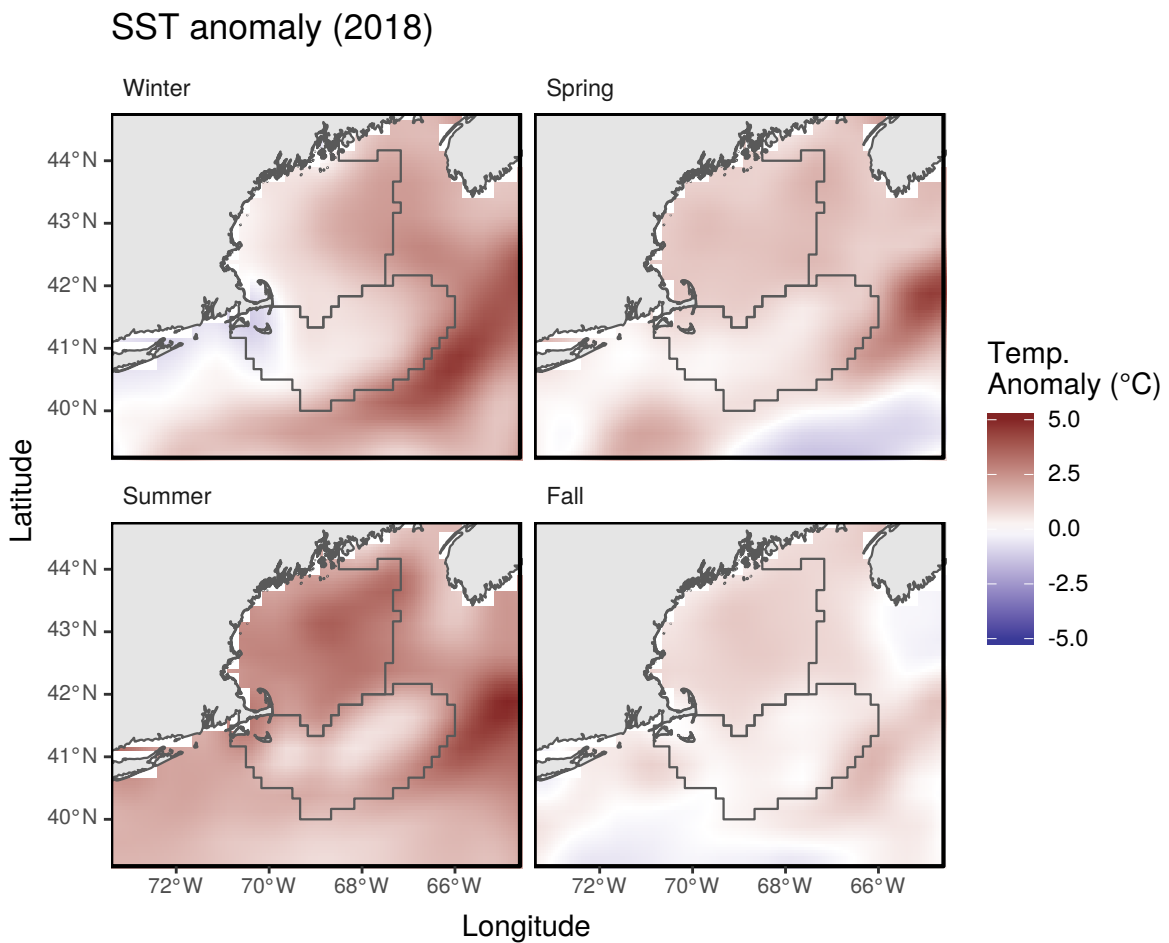 SST anomaly (2018)
Winter
Spring
44°N
43°N
42°N
41°N
40°N
Summer
Fall
44°N
43°N
42°N
41°N
40°N
72°W
70°W
68°W
66°W
72°W
70°W
68°W
66°W
Longitude
Latitude
Temp.
Anomaly (°C)
5.0
2.5
0.0
-2.5
-5.0